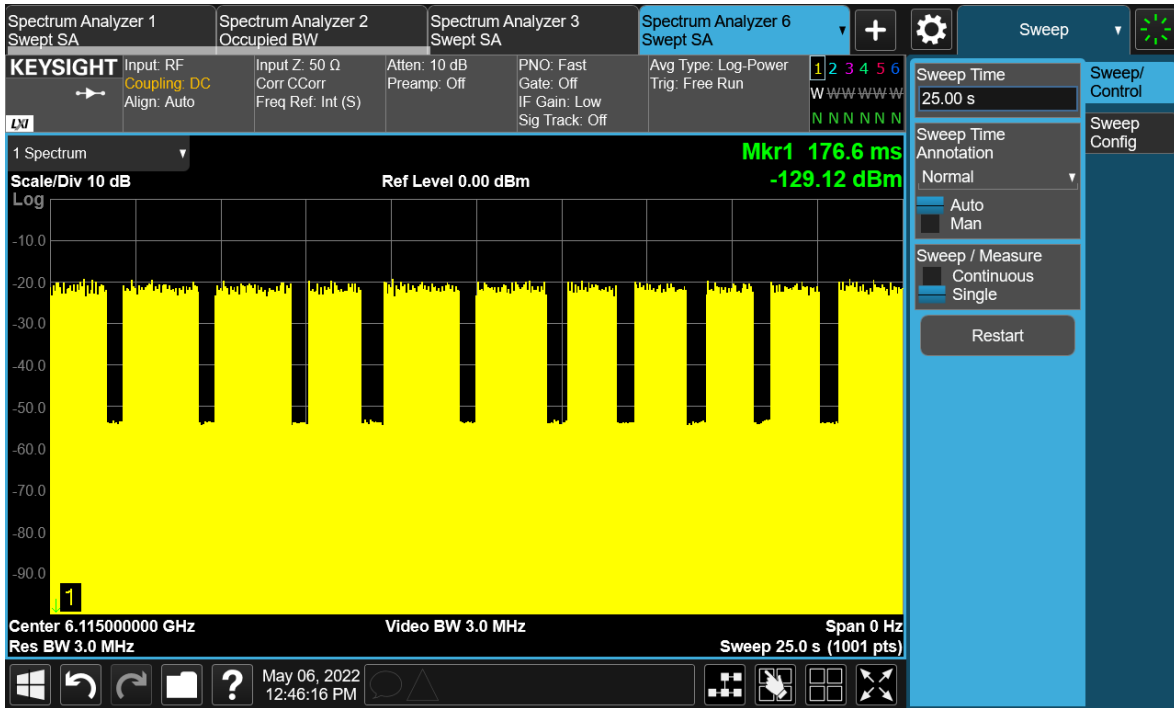 Spectrum Analyzer 1
Swept SA
Spectrum Analyzer 2
Occupied BW
Spectrum Analyzer 3
Swept SA
Spectrum Analyzer 6
Swept SA
+
Sweep
KEYSIGHT
LXI
Input: RF
Coupling: DC
Align: Auto
Input Z: 50 Ω
Corr CCorr
Freq Ref: Int (S)
Atten: 10 dB
Preamp: Off
PNO: Fast
Gate: Off
IF Gain: Low
Sig Track: Off
Avg Type: Log-Power
Trig: Free Run
1 2 3 4 5 6
W W W W W W
N N N N N N
1 Spectrum
Scale/Div 10 dB
Log
Ref Level 0.00 dBm
Mkr1 176.6 ms
-129.12 dBm
-10.0
-20.0
-30.0
-40.0
-50.0
-60.0
-70.0
-80.0
-90.0
1
Center 6.115000000 GHz
Res BW 3.0 MHz
Video BW 3.0 MHz
Span 0 Hz
Sweep 25.0 s (1001 pts)
Sweep Time
25.00 s
Sweep Time
Annotation
Normal
Auto
Man
Sweep / Measure
Continuous
Single
Restart
Sweep/
Control
Sweep
Config
?
May 06, 2022
12:46:16 PM